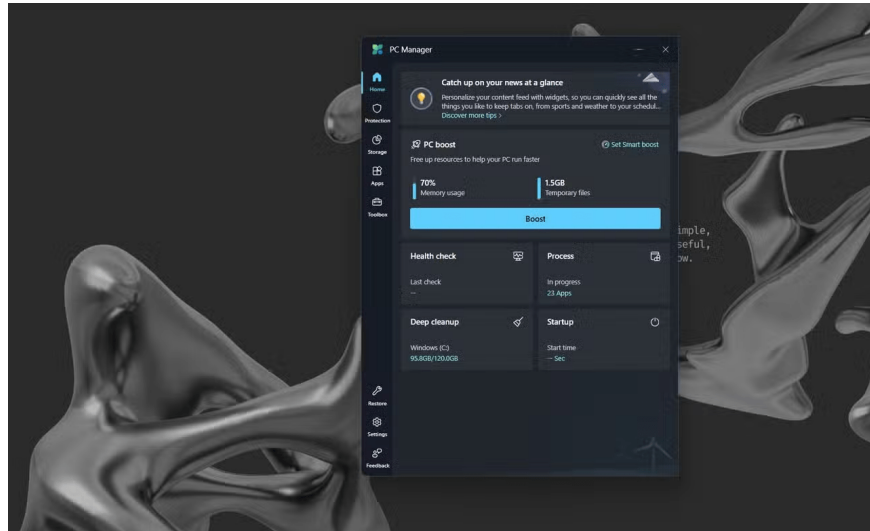 PC Manager
Home
Protection
Storage
Apps
Toolbox
Restore
Settings
Feedback
Catch up on your news at a glance
Personalize your content feed with widgets, so you can quickly see all the
things you like to keep tabs on, from sports and weather to your schedul...
Discover more tips >
PC boost
Set Smart boost
Free up resources to help your PC run faster
70%
Memory usage
1.5GB
Temporary files
Boost
Health check
Last check
--
Process
In progress
23 Apps
Deep cleanup
Windows (C:)
95.8GB/120.0GB
Startup
Start time
-- Sec
imple,
seful,
ow.